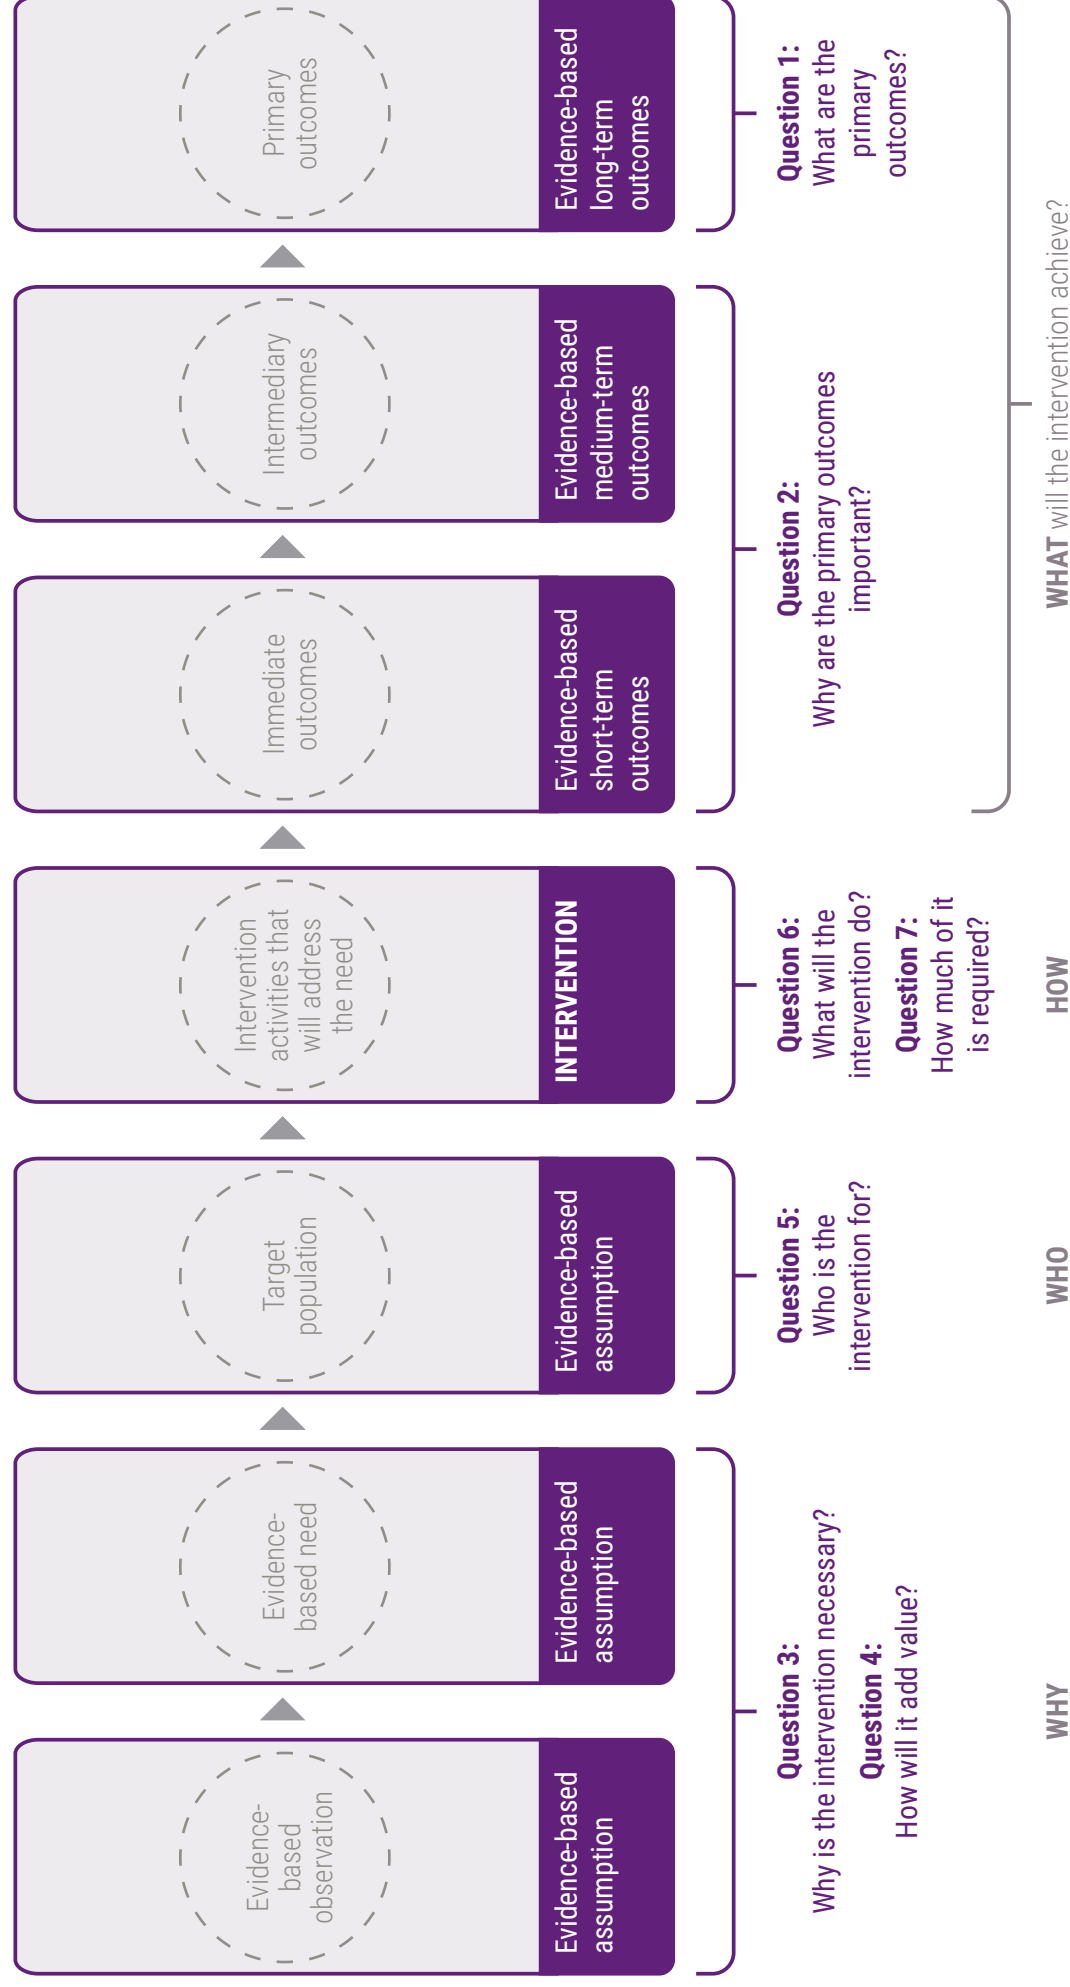 Evidence-
based
observation
Evidence-based
assumption
Evidence-
based need
Evidence-based
assumption
Question 3:
Why is the intervention necessary?
Question 4:
How will it add value?
WHY
Target
population
Evidence-based
assumption
Question 5:
Who is the
intervention for?
WHO
Intervention
activities that
will address
the need
INTERVENTION
Question 6:
What will the
intervention do?
Question 7:
How much of it
is required?
HOW
Immediate
outcomes
Evidence-based
short-term
outcomes
Intermediary
outcomes
Evidence-based
medium-term
outcomes
Question 2:
Why are the primary outcomes
important?
Primary
outcomes
Evidence-based
long-term
outcomes
Question 1:
What are the
primary
outcomes?
WHAT will the intervention achieve?